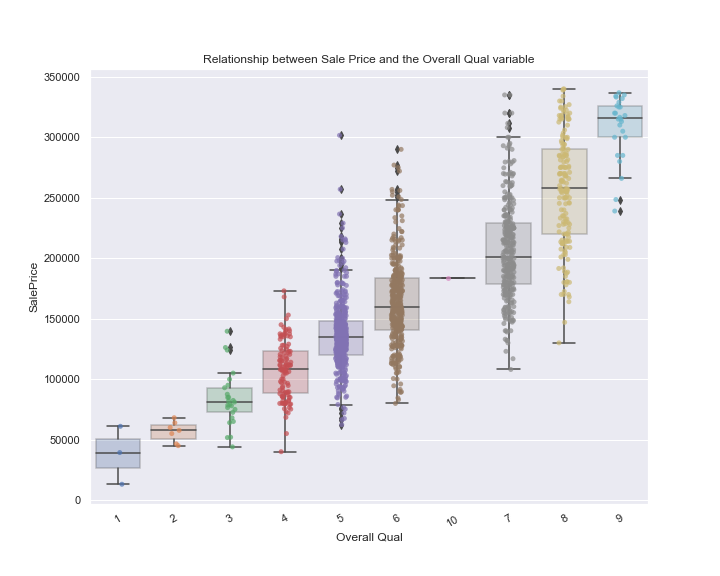 Relationship between Sale Price and the Overall Qual variable
350000
300000
250000
200000
150000
100000
50000
0
SalePrice
1 2 3 4 5 6 10 7 8 9
Overall Qual